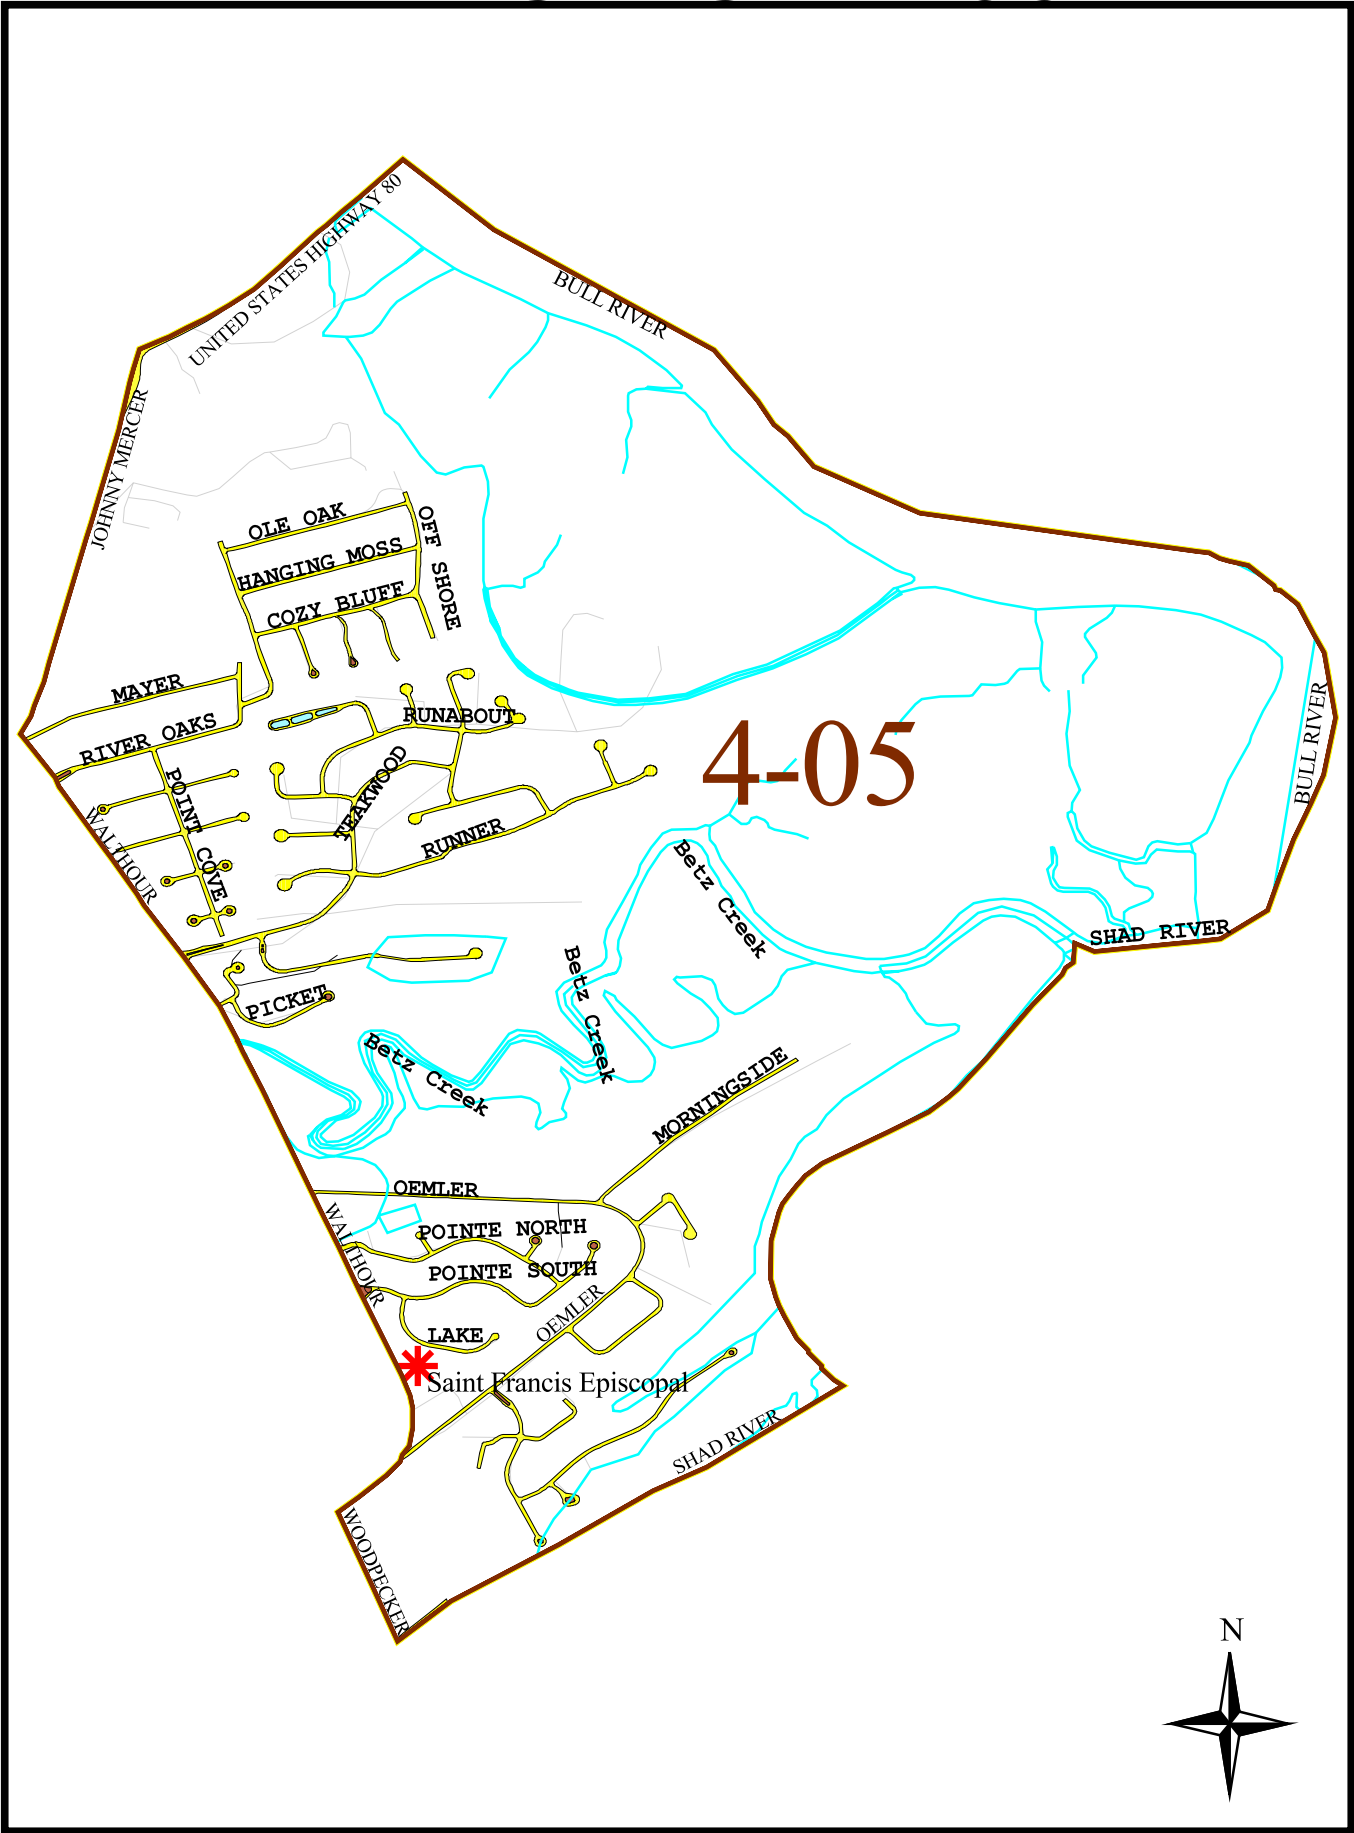 UNITED STATES HIGHWAY 80
BULL RIVER
JOHNNY MERCER
OLE OAK
OFF SHORE
HANGING MOSS
COZY BLUFF
MAYER
RIVER OAKS
RUNABOUT
BULL RIVER
4-05
POINT COVE
TEAKWOOD
RUNNER
WALTHOUR
Betz Creek
SHAD RIVER
Betz Creek
PICKET
Betz Creek
MORNINGSIDE
OEMLER
WALTHOUR
POINTE NORTH
POINTE SOUTH
OEMLER
LAKE
Saint Francis Episcopal
SHAD RIVER
WOODPECKER
N